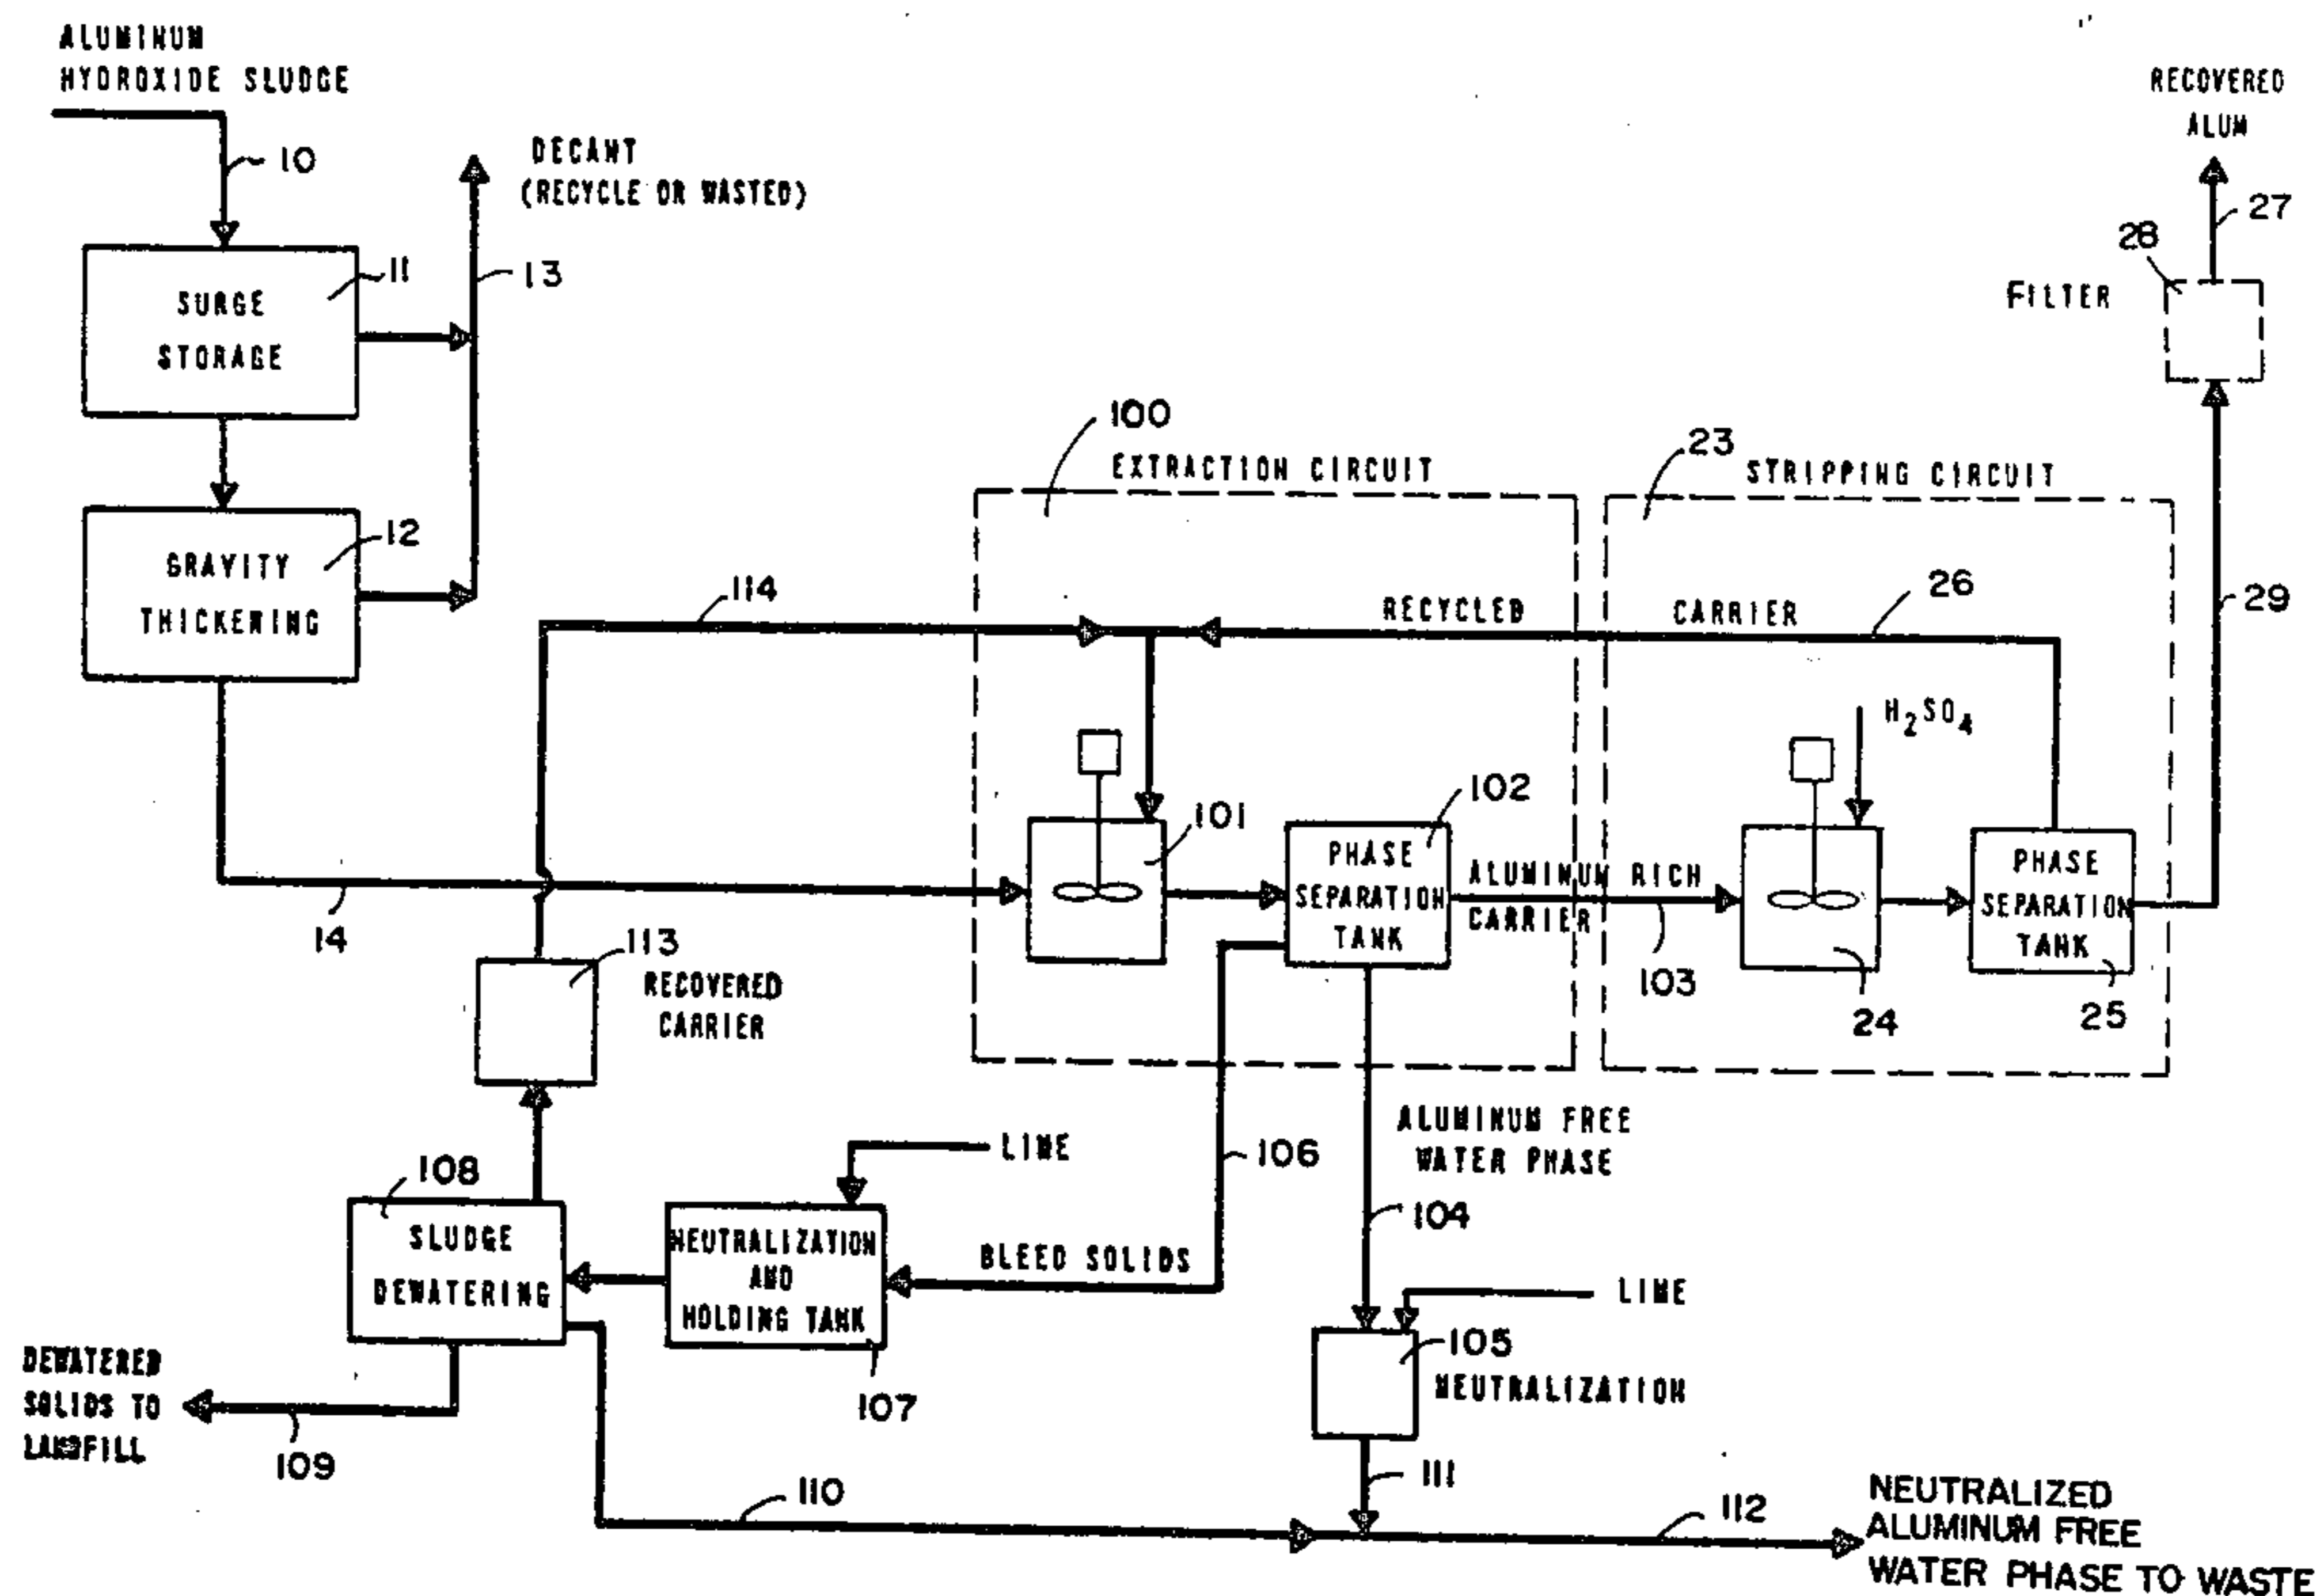 ALUMINUM
HYDROXIDE SLUDGE
10
DECANT
(RECYCLE OR WASTED)
13
SURGE
STORAGE
11
GRAVITY
THICKENING
12
14
RECOVERED
ALUM
27
28
FILTER
29
100
EXTRACTION CIRCUIT
23
STRIPPING CIRCUIT
114
RECYCLED CARRIER
26
H2SO4
101
102
PHASE
SEPARATION
TANK
ALUMINUM RICH
CARRIER
103
24
PHASE
SEPARATION
TANK
25
113
RECOVERED
CARRIER
ALUMINUM FREE
WATER PHASE
104
106
LIME
108
SLUDGE
DEWATERING
NEUTRALIZATION
AND
HOLDING TANK
107
BLEED SOLIDS
LIME
105
NEUTRALIZATION
DEWATERED
SOLIDS TO
LANDFILL
109
110
111
112
NEUTRALIZED
ALUMINUM FREE
WATER PHASE TO WASTE